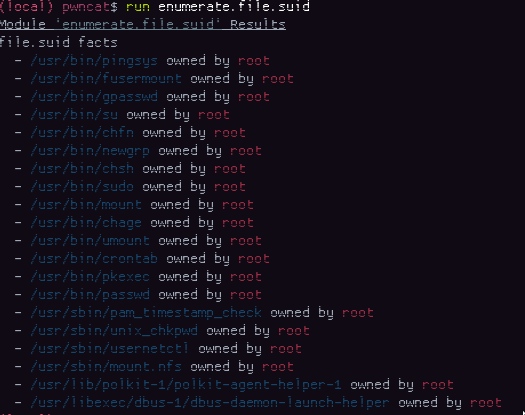 (local) pwncat$ run enumerate.file.suid
Module 'enumerate.file.suid' Results
file.suid facts
- /usr/bin/pingsys owned by root
- /usr/bin/fusermount owned by root
- /usr/bin/gpasswd owned by root
- /usr/bin/su owned by root
- /usr/bin/chfn owned by root
- /usr/bin/newgrp owned by root
- /usr/bin/chsh owned by root
- /usr/bin/sudo owned by root
- /usr/bin/mount owned by root
- /usr/bin/chage owned by root
- /usr/bin/umount owned by root
- /usr/bin/crontab owned by root
- /usr/bin/pkexec owned by root
- /usr/bin/passwd owned by root
- /usr/sbin/pam_timestamp_check owned by root
- /usr/sbin/unix_chkpwd owned by root
- /usr/sbin/usernetctl owned by root
- /usr/sbin/mount.nfs owned by root
- /usr/lib/polkit-1/polkit-agent-helper-1 owned by root
- /usr/libexec/dbus-1/dbus-daemon-launch-helper owned by root